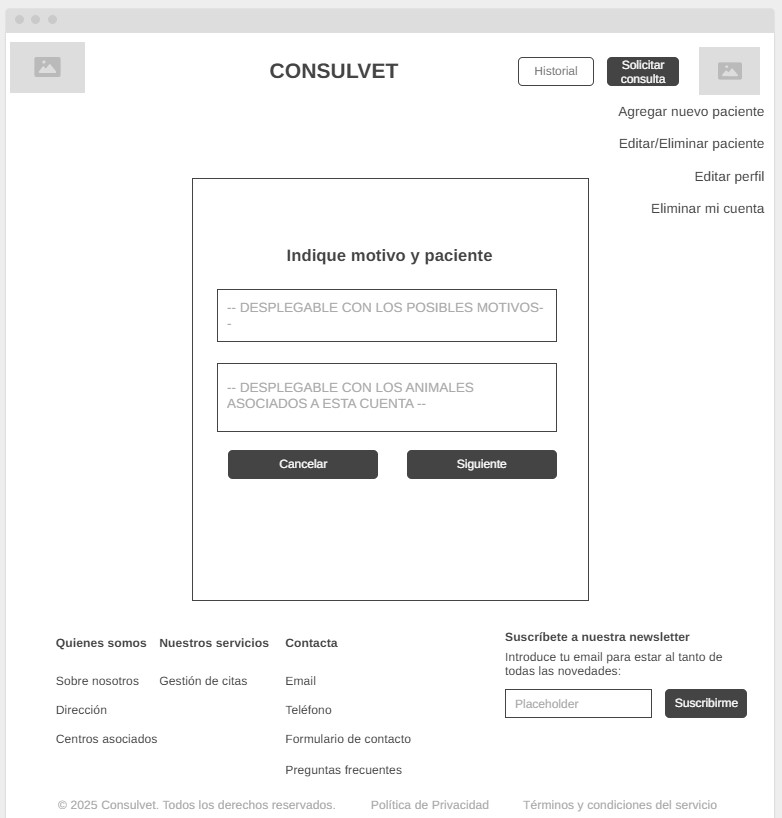 CONSULVET
Historial
Solicitar
consulta
Agregar nuevo paciente
Editar/Eliminar paciente
Editar perfil
Eliminar mi cuenta
Indique motivo y paciente
-- DESPLEGABLE CON LOS POSIBLES MOTIVOS-
-
-- DESPLEGABLE CON LOS ANIMALES
ASOCIADOS A ESTA CUENTA --
Cancelar
Siguiente
Quienes somos
Sobre nosotros
Dirección
Centros asociados
Nuestros servicios
Gestión de citas
Contacta
Email
Teléfono
Formulario de contacto
Preguntas frecuentes
Suscríbete a nuestra newsletter
Introduce tu email para estar al tanto de
todas las novedades:
Placeholder
Suscribirme
© 2025 Consulvet. Todos los derechos reservados.
Política de Privacidad
Términos y condiciones del servicio